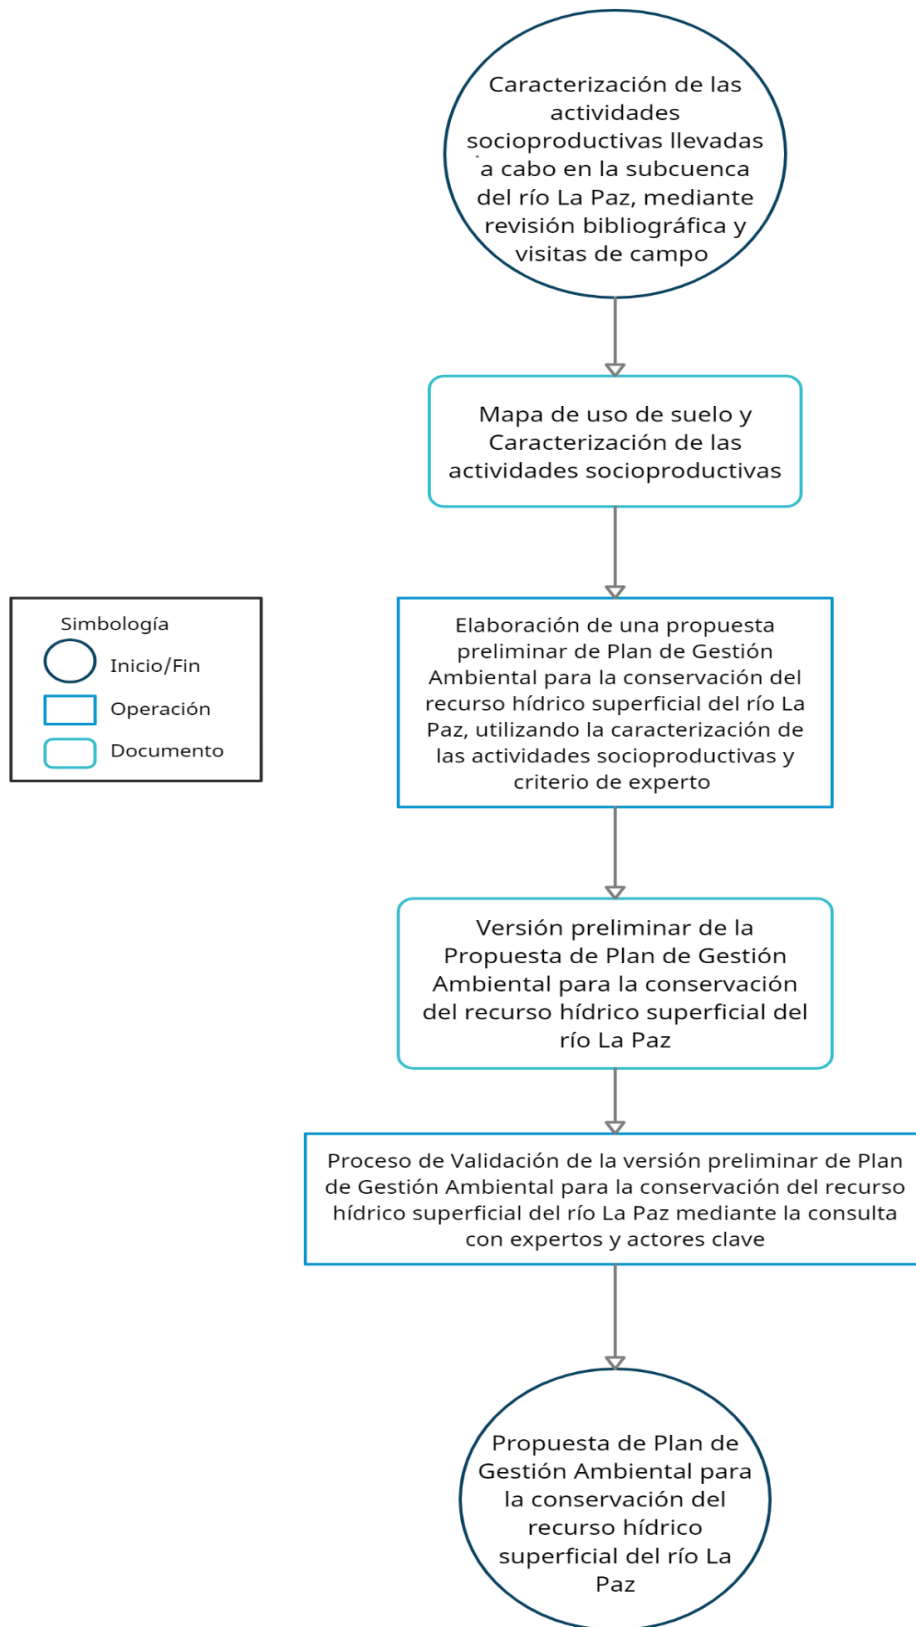 Caracterización de las
actividades
socioproductivas llevadas
a cabo en la subcuenca
del río La Paz, mediante
revisión bibliográfica y
visitas de campo
Mapa de uso de suelo y
Caracterización de las
actividades socioproductivas
Simbología
Inicio/Fin
Operación
Documento
Elaboración de una propuesta
preliminar de Plan de Gestión
Ambiental para la conservación del
recurso hídrico superficial del río La
Paz, utilizando la caracterización de
las actividades socioproductivas y
criterio de experto
Versión preliminar de la
Propuesta de Plan de Gestión
Ambiental para la conservación
del recurso hídrico superficial del
río La Paz
Proceso de Validación de la versión preliminar de Plan
de Gestión Ambiental para la conservación del recurso
hídrico superficial del río La Paz mediante la consulta
con expertos y actores clave
Propuesta de Plan de
Gestión Ambiental para
la conservación del
recurso hídrico
superficial del río La
Paz